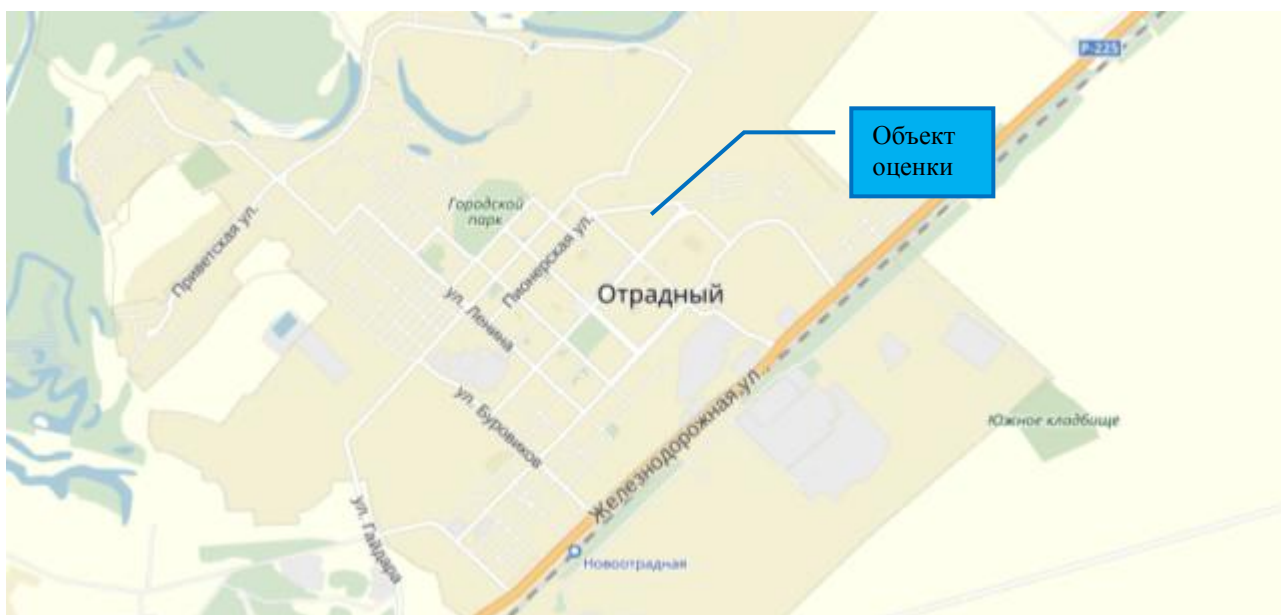 Р-225
Объект
оценки
Городской
парк
Приветская ул.
Пионерская ул.
Отрадный
ул. Ленина
ул. Буровиков
Железнодорожная ул.
Южное кладбище
ул. Гайдара
Новоотрадная